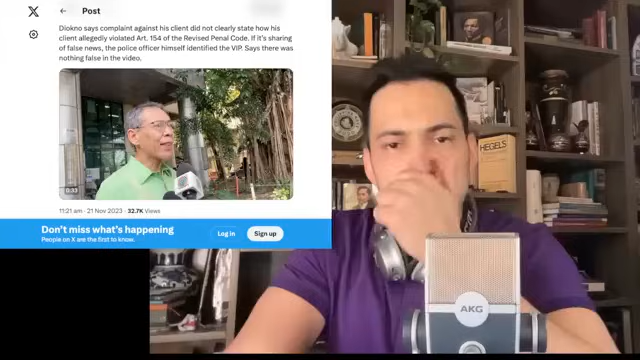 Post
Diokno says complaint against his client did not clearly state how his
client allegedly violated Art. 154 of the Revised Penal Code. If it's sharing
of false news, the police officer himself identified the VIP. Says there was
nothing false in the video.
0:33
11:21 am · 21 Nov 2023 · 32.7K Views
Don't miss what's happening
People on X are the first to know.
Log in
Sign up
HEGELS
AKG